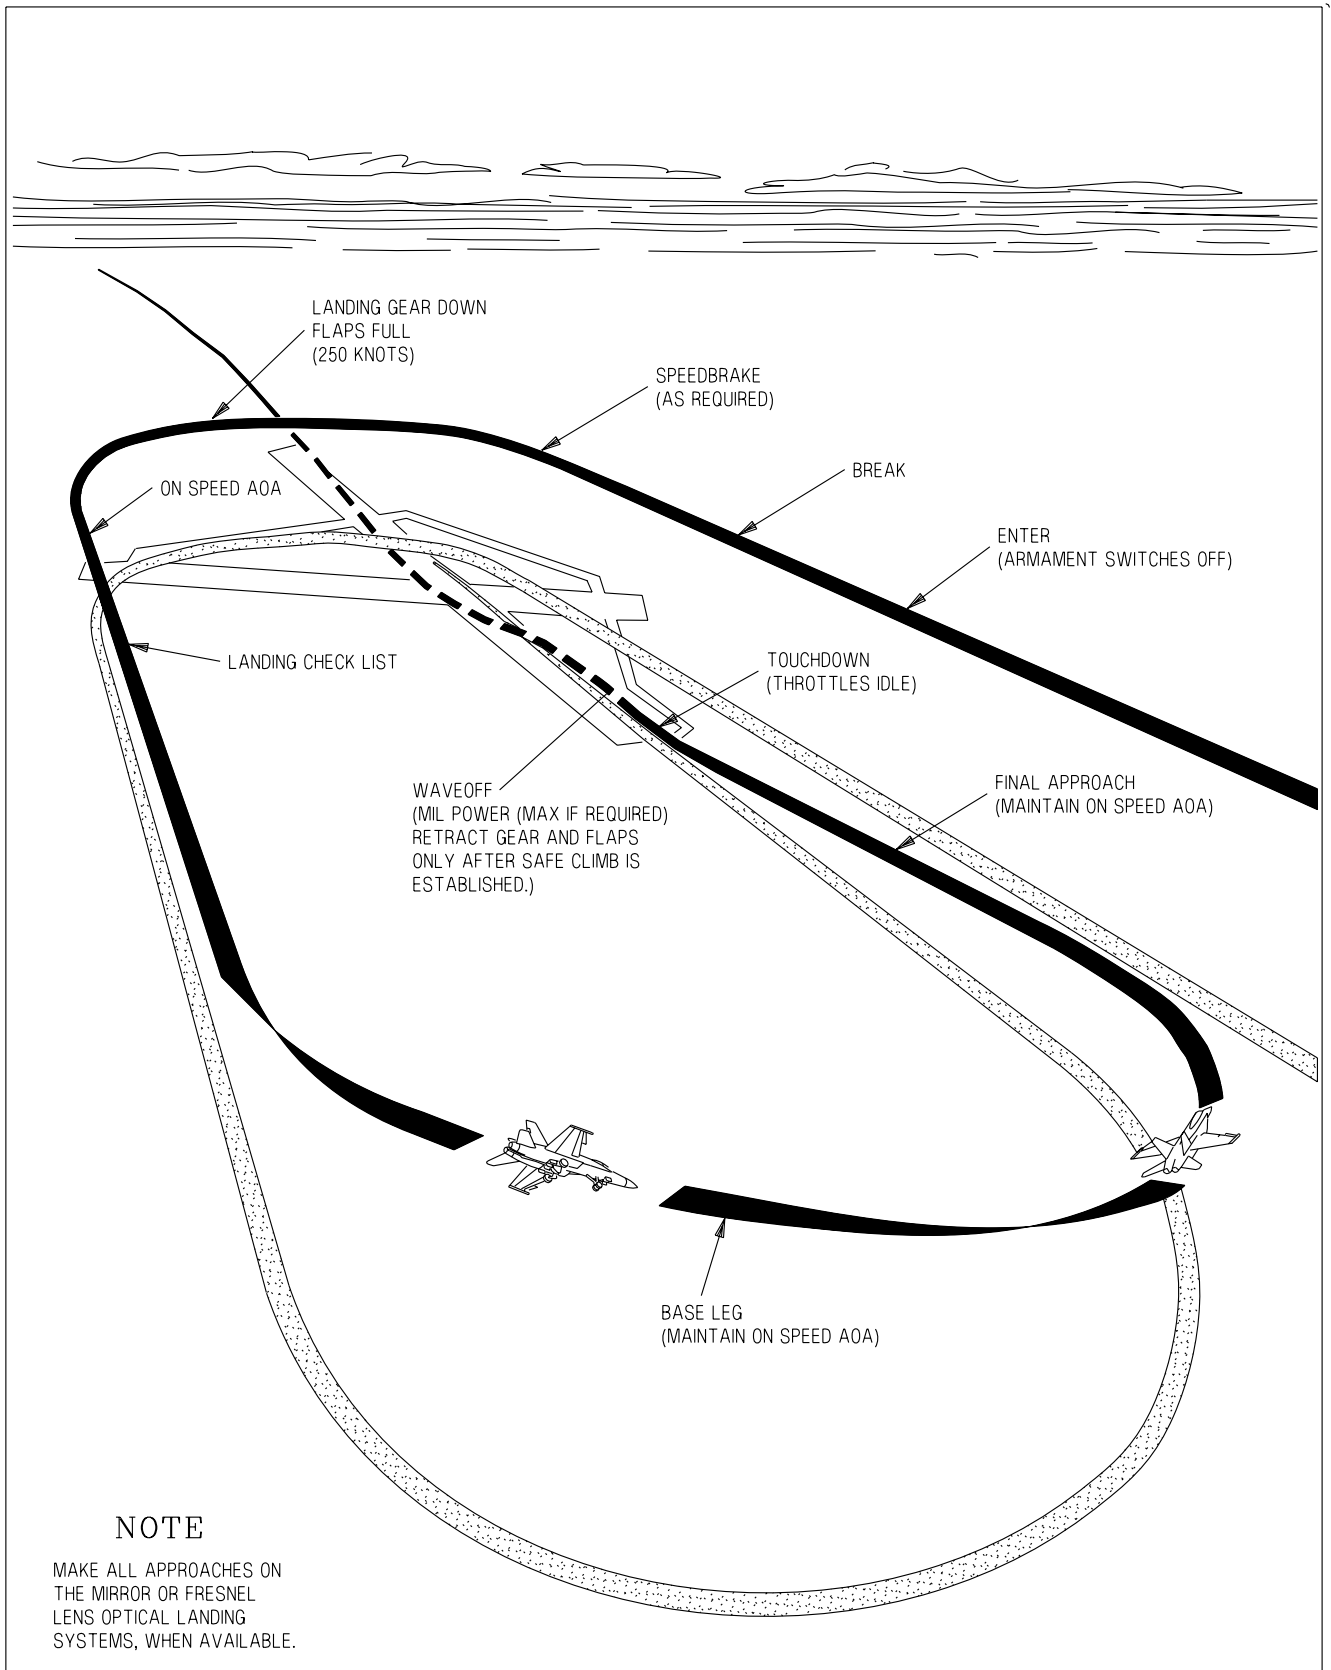 LANDING GEAR DOWN
FLAPS FULL
(250 KNOTS)
SPEEDBRAKE
(AS REQUIRED)
BREAK
ON SPEED AOA
ENTER
(ARMAMENT SWITCHES OFF)
LANDING CHECK LIST
TOUCHDOWN
(THROTTLES IDLE)
WAVEOFF
(MIL POWER (MAX IF REQUIRED)
RETRACT GEAR AND FLAPS
ONLY AFTER SAFE CLIMB IS
ESTABLISHED.)
FINAL APPROACH
(MAINTAIN ON SPEED AOA)
BASE LEG
(MAINTAIN ON SPEED AOA)
NOTE
MAKE ALL APPROACHES ON
THE MIRROR OR FRESNEL
LENS OPTICAL LANDING
SYSTEMS, WHEN AVAILABLE.